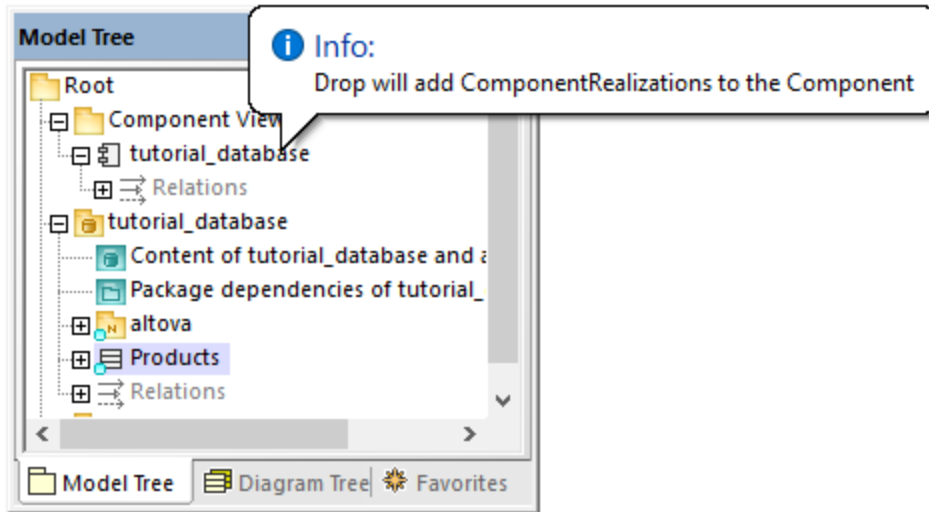 Model Tree
Info:
Drop will add ComponentRealizations to the Component
Root
Component View
tutorial_database
Relations
tutorial_database
Content of tutorial_database and a
Package dependencies of tutorial_
altova
Products
Relations
Model Tree
Diagram Tree
Favorites